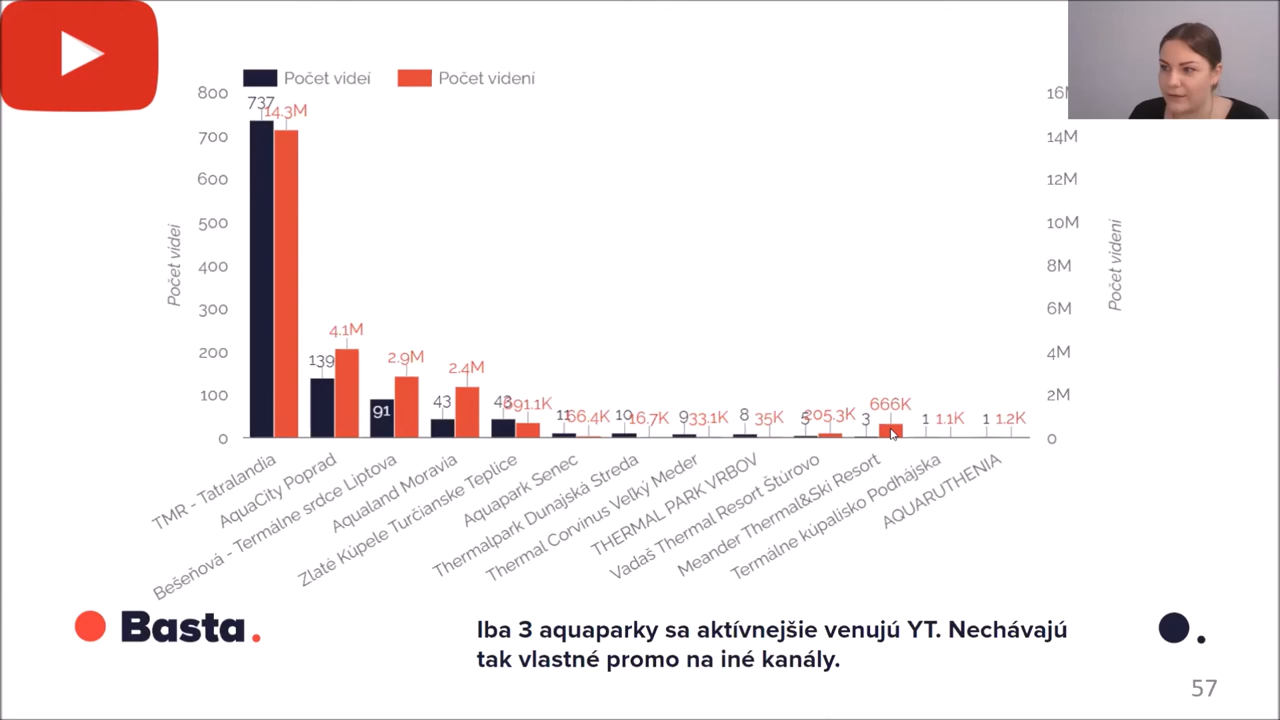 Počet videí
Počet videní
800
700
600
500
400
300
200
100
0
Počet videí
16M
14M
12M
10M
8M
6M
4M
2M
0
Počet videní
737
14.3M
139
4.1M
91
2.9M
43
2.4M
43
691.1K
11
66.4K
10
16.7K
9
33.1K
8
35K
5
205.3K
3
666K
1
1.1K
1
1.2K
TMR - Tatralandia
AquaCity Poprad
Bešeňová - Termálne srdce Liptova
Aqualand Moravia
Zlaté Kúpele Turčianske Teplice
Aquapark Senec
Thermalpark Dunajská Streda
Thermal Corvinus Veľký Meder
THERMAL PARK VRBOV
Vadaš Thermal Resort Štúrovo
Meander Thermal&Ski Resort
Termálne kúpalisko Podhájska
AQUARUTHENIA
Basta.
Iba 3 aquaparky sa aktívnejšie venujú YT. Nechávajú
tak vlastné promo na iné kanály.
57